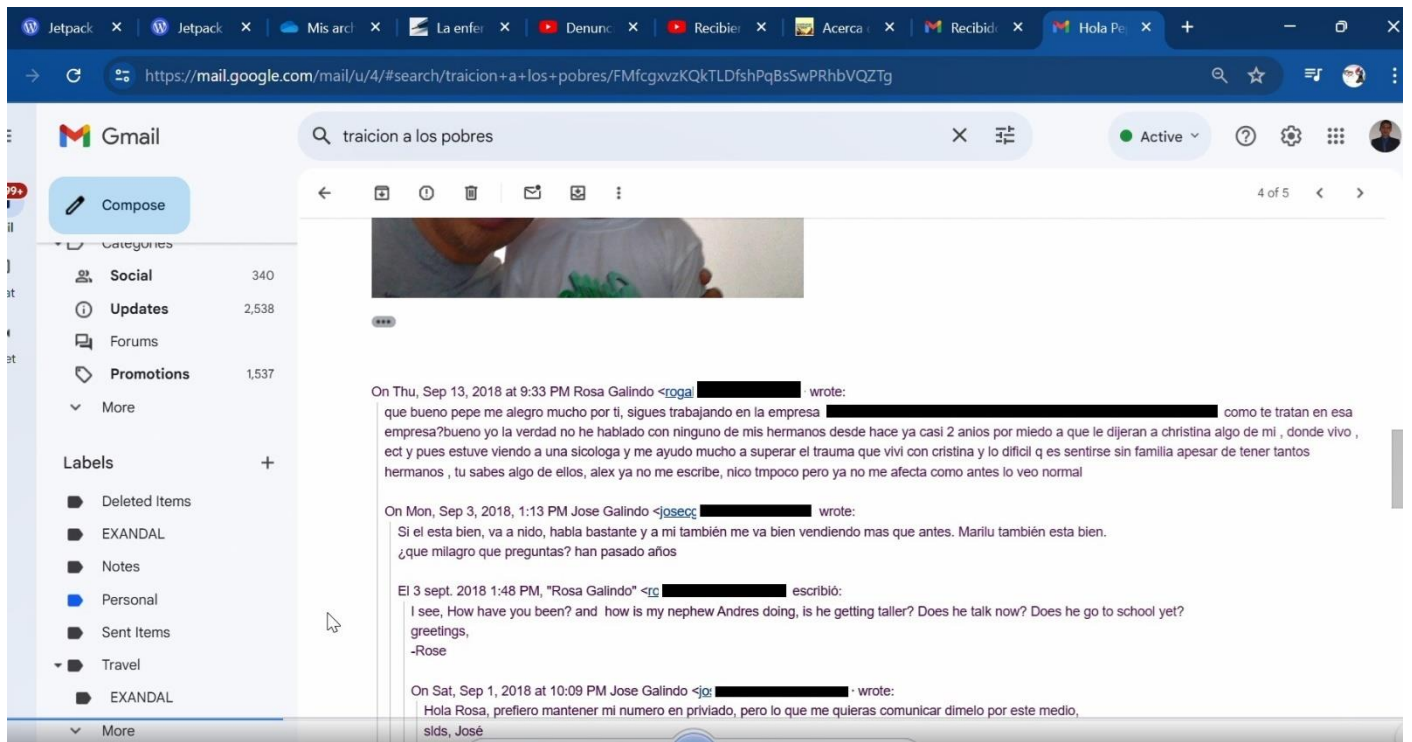 Jetpack
Jetpack
Mis arch
La enfer
Denunc
Recibier
Acerca
Recibid
Hola Pe
https://mail.google.com/mail/u/4/#search/traicion+a+los+pobres/FMfcgxvzKQkTLDfshPqBsSwPRhbVQZTg
Gmail
traicion a los pobres
Active
99+
Compose
4 of 5
Categories
Social 340
Updates 2,538
Forums
Promotions 1,537
More
Labels
Deleted Items
EXANDAL
Notes
Personal
Sent Items
Travel
EXANDAL
More
On Thu, Sep 13, 2018 at 9:33 PM Rosa Galindo <rogal wrote:
que bueno pepe me alegro mucho por ti, sigues trabajando en la empresa como te tratan en esa
empresa?bueno yo la verdad no he hablado con ninguno de mis hermanos desde hace ya casi 2 anios por miedo a que le dijeran a christina algo de mi , donde vivo ,
ect y pues estuve viendo a una sicologa y me ayudo mucho a superar el trauma que vivi con cristina y lo dificil q es sentirse sin familia apesar de tener tantos
hermanos , tu sabes algo de ellos, alex ya no me escribe, nico tmpoco pero ya no me afecta como antes lo veo normal
On Mon, Sep 3, 2018, 1:13 PM Jose Galindo <josecc wrote:
Si el esta bien, va a nido, habla bastante y a mi también me va bien vendiendo mas que antes. Marilu también esta bien.
¿que milagro que preguntas? han pasado años
El 3 sept. 2018 1:48 PM, "Rosa Galindo" <ro escribió:
I see, How have you been? and how is my nephew Andres doing, is he getting taller? Does he talk now? Does he go to school yet?
greetings,
-Rose
On Sat, Sep 1, 2018 at 10:09 PM Jose Galindo <jos wrote:
Hola Rosa, prefiero mantener mi numero en priviado, pero lo que me quieras comunicar dimelo por este medio,
slds, José